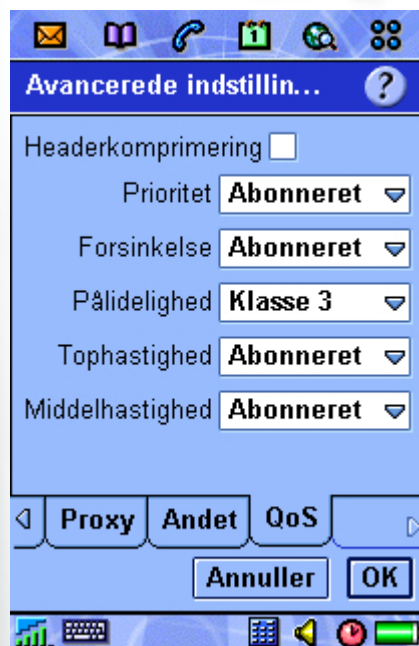 Avancerede indstillin...
?
Headerkomprimering
Prioritet Abonneret
Forsinkelse Abonneret
Pålidelighed Klasse 3
Tophastighed Abonneret
Middelhastighed Abonneret
Proxy Andet QoS
Annuller OK